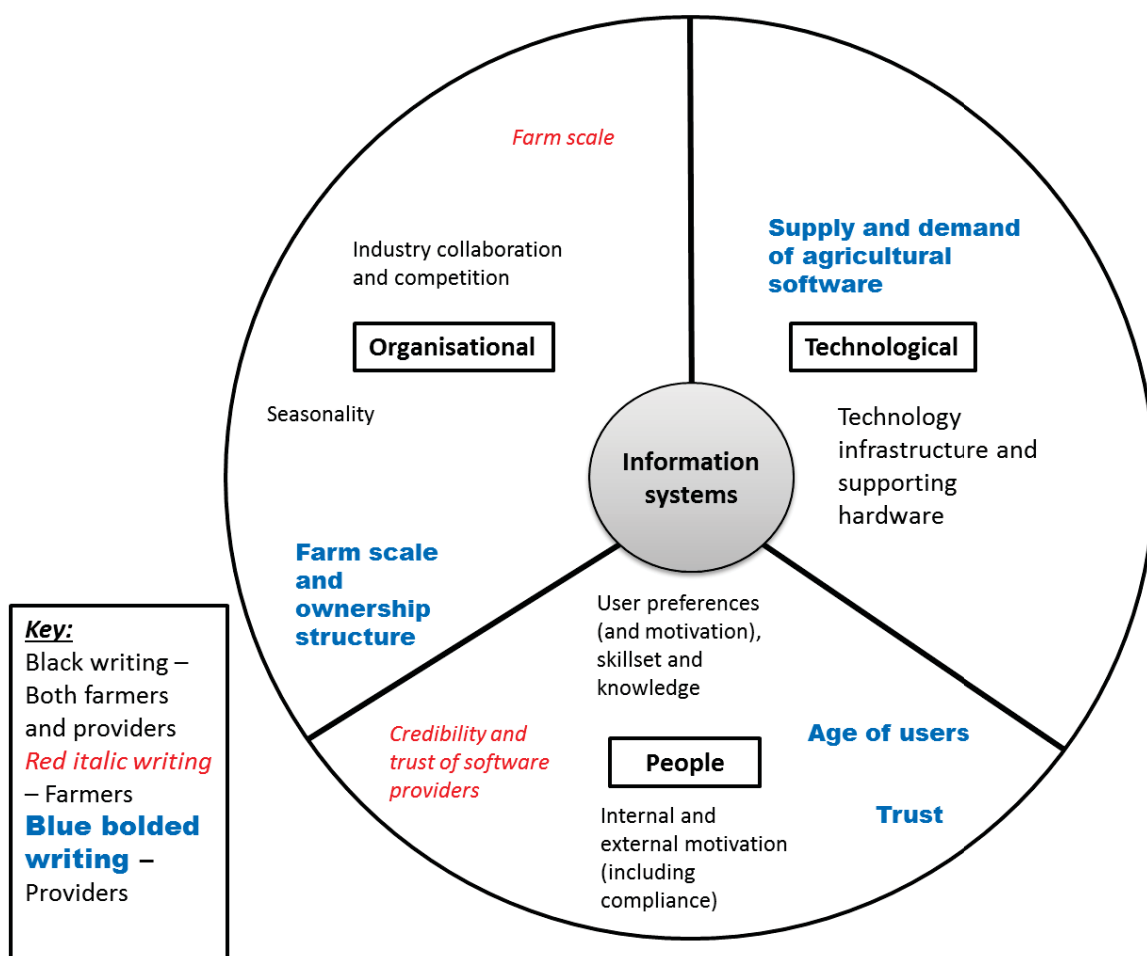 Farm scale
Industry collaboration
and competition
Organisational
Seasonality
Farm scale
and
ownership
structure
Supply and demand
of agricultural
software
Technological
Technology
infrastructure and
supporting
hardware
Information
systems
User preferences
(and motivation),
skillset and
knowledge
Credibility and
trust of software
providers
People
Age of users
Trust
Internal and
external motivation
(including
compliance)
Key:
Black writing –
Both farmers
and providers
Red italic writing
– Farmers
Blue bolded
writing –
Providers